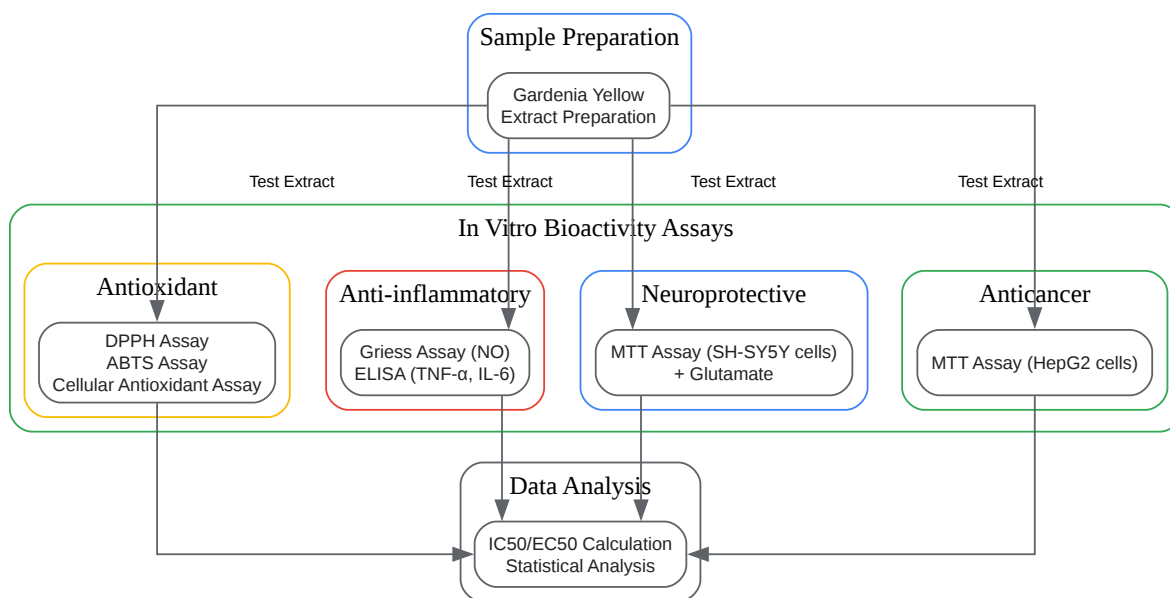 Sample Preparation
Gardenia Yellow
Extract Preparation
Test Extract
Test Extract
Test Extract
Test Extract
In Vitro Bioactivity Assays
Antioxidant
DPPH Assay
ABTS Assay
Cellular Antioxidant Assay
Anti-inflammatory
Griess Assay (NO)
ELISA (TNF-α, IL-6)
Neuroprotective
MTT Assay (SH-SY5Y cells)
+ Glutamate
Anticancer
MTT Assay (HepG2 cells)
Data Analysis
IC50/EC50 Calculation
Statistical Analysis